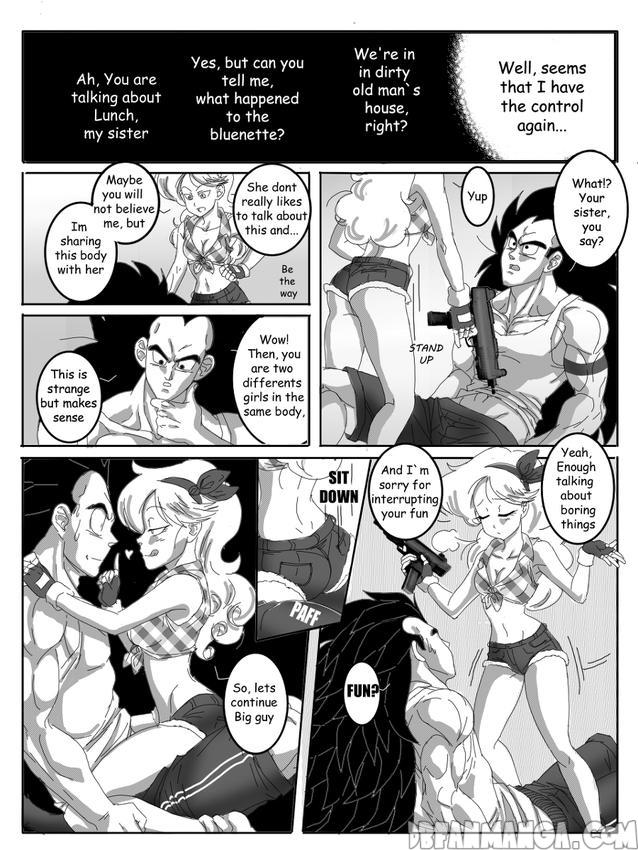 Well, seems
that I have
the control
again...
We're in
in dirty
old man`s
house,
right?
Yes, but can you
tell me,
what happened
to the
bluenette?
Ah, You are
talking about
Lunch,
my sister
What!?
Your
sister,
you
say?
Yup
STAND
UP
She dont
really likes
to talk about
this and...
Be
the
way
Maybe
you will
not believe
me, but
Im
sharing
this body
with her
Wow!
Then, you
are two
differents
girls in
the same
body,
This is
strange
but makes
sense
Yeah,
Enough
talking
about
boring
things
And I`m
sorry for
interrupting
your fun
FUN?
SIT
DOWN
PAFF
So, lets
continue
Big guy
DBFANMANGA.COM